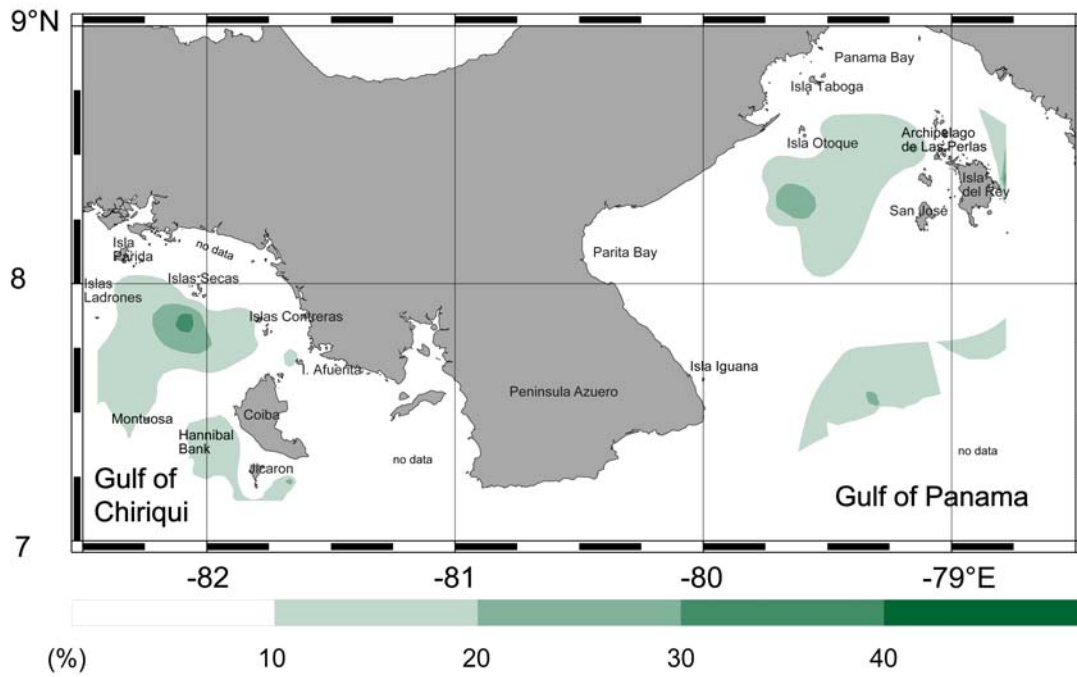 9°N
Panama Bay
Isla Taboga
Isla Otoque
Archipelago
de Las Perlas
Isla
del Rey
San José
Parita Bay
Isla
Parida
no data
8
Islas
Ladrones
Islas Secas
Islas Contreras
I. Afuerita
Isla Iguana
Peninsula Azuero
Montuosa
Coiba
Hannibal
Bank
Jicaron
no data
no data
Gulf of
Chiriqui
Gulf of Panama
7
-82
-81
-80
-79°E
(%)
10
20
30
40